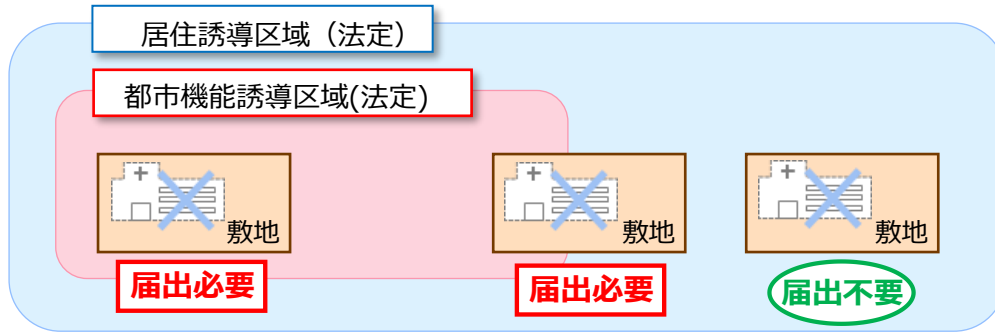 居住誘導区域（法定）
都市機能誘導区域(法定)
敷地
敷地
敷地
届出必要
届出必要
届出不要